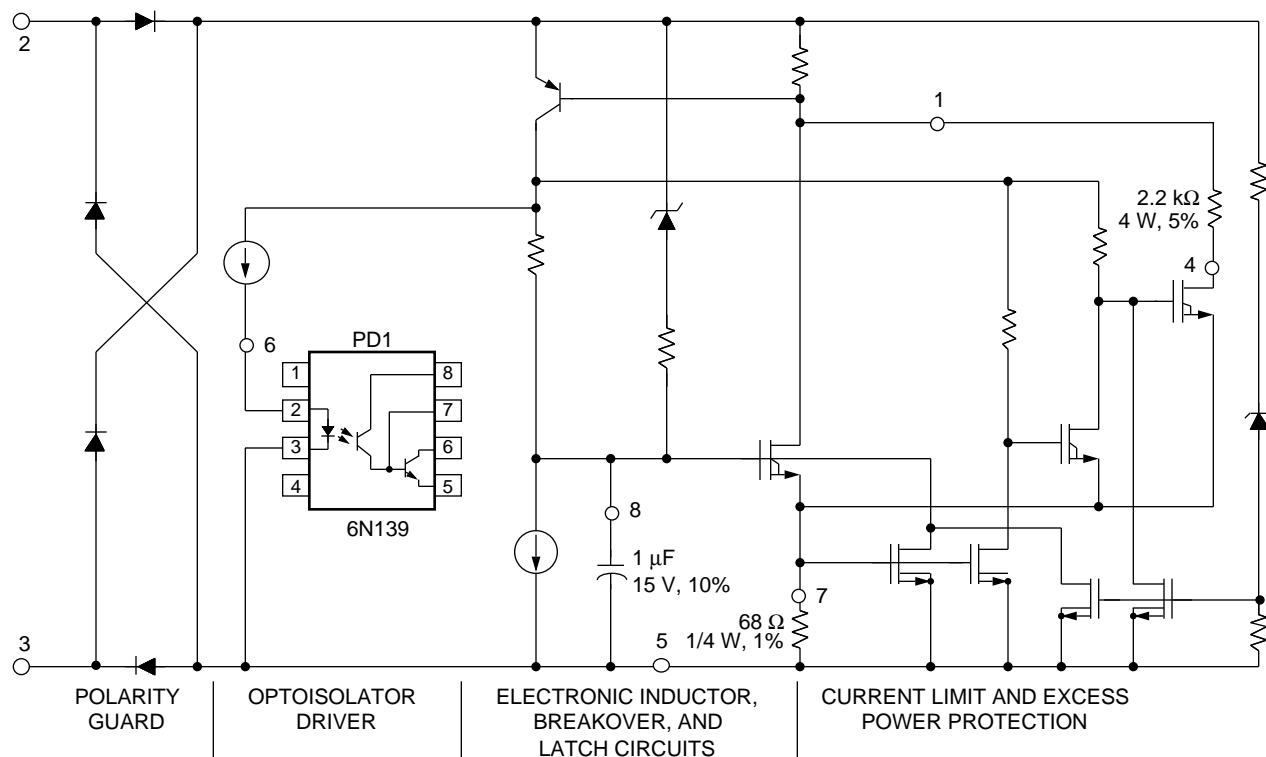 2
1
2.2 kΩ
4 W, 5%
4
6
PD1
1
8
2
7
3
6
4
5
6N139
8
1 μF
15 V, 10%
7
68 Ω
1/4 W, 1%
3
5
POLARITY
GUARD
OPTOISOLATOR
DRIVER
ELECTRONIC INDUCTOR,
BREAKOVER, AND
LATCH CIRCUITS
CURRENT LIMIT AND EXCESS
POWER PROTECTION